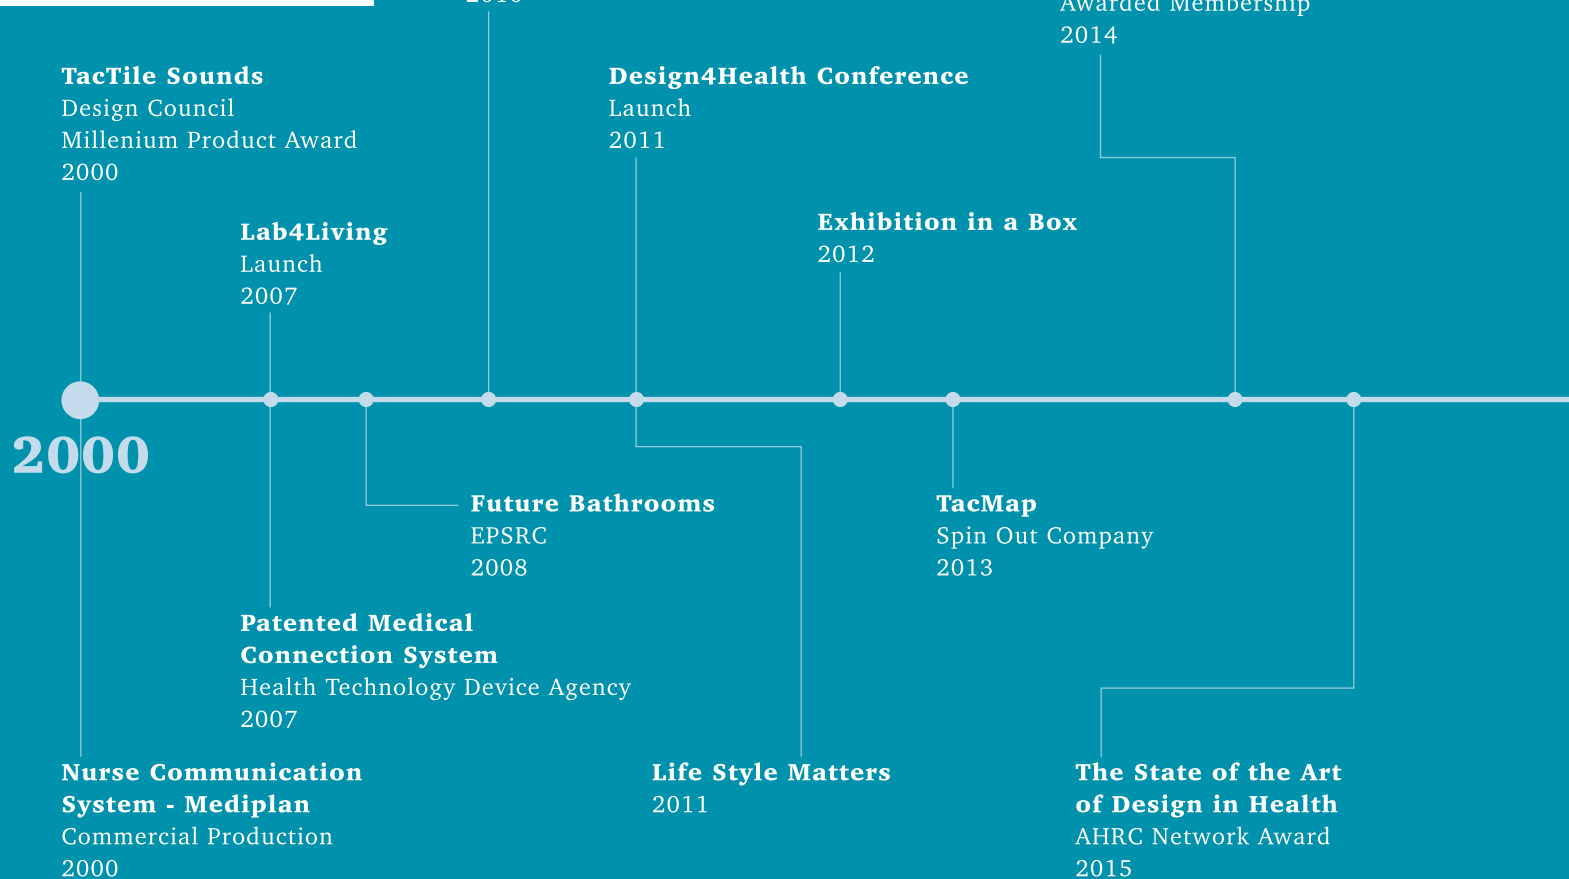 2010
Awarded Membership
2014
TacTile Sounds
Design Council
Millenium Product Award
2000
Design4Health Conference
Launch
2011
Lab4Living
Launch
2007
Exhibition in a Box
2012
2000
Future Bathrooms
EPSRC
2008
TacMap
Spin Out Company
2013
Patented Medical
Connection System
Health Technology Device Agency
2007
Nurse Communication
System - Mediplan
Commercial Production
2000
Life Style Matters
2011
The State of the Art
of Design in Health
AHRC Network Award
2015